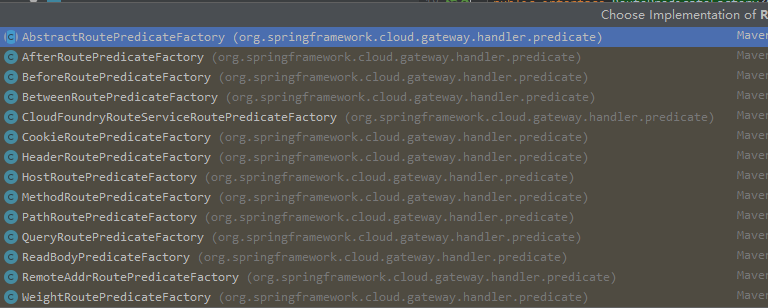 Choose Implementation of R
AbstractRoutePredicateFactory (org.springframework.cloud.gateway.handler.predicate) Maven
AfterRoutePredicateFactory (org.springframework.cloud.gateway.handler.predicate) Maven
BeforeRoutePredicateFactory (org.springframework.cloud.gateway.handler.predicate) Maven
BetweenRoutePredicateFactory (org.springframework.cloud.gateway.handler.predicate) Maven
CloudFoundryRouteServiceRoutePredicateFactory (org.springframework.cloud.gateway.handler.predicate) Maven
CookieRoutePredicateFactory (org.springframework.cloud.gateway.handler.predicate) Maven
HeaderRoutePredicateFactory (org.springframework.cloud.gateway.handler.predicate) Maven
HostRoutePredicateFactory (org.springframework.cloud.gateway.handler.predicate) Maven
MethodRoutePredicateFactory (org.springframework.cloud.gateway.handler.predicate) Maven
PathRoutePredicateFactory (org.springframework.cloud.gateway.handler.predicate) Maven
QueryRoutePredicateFactory (org.springframework.cloud.gateway.handler.predicate) Maven
ReadBodyPredicateFactory (org.springframework.cloud.gateway.handler.predicate) Maven
RemoteAddrRoutePredicateFactory (org.springframework.cloud.gateway.handler.predicate) Maven
WeightRoutePredicateFactory (org.springframework.cloud.gateway.handler.predicate) Maven